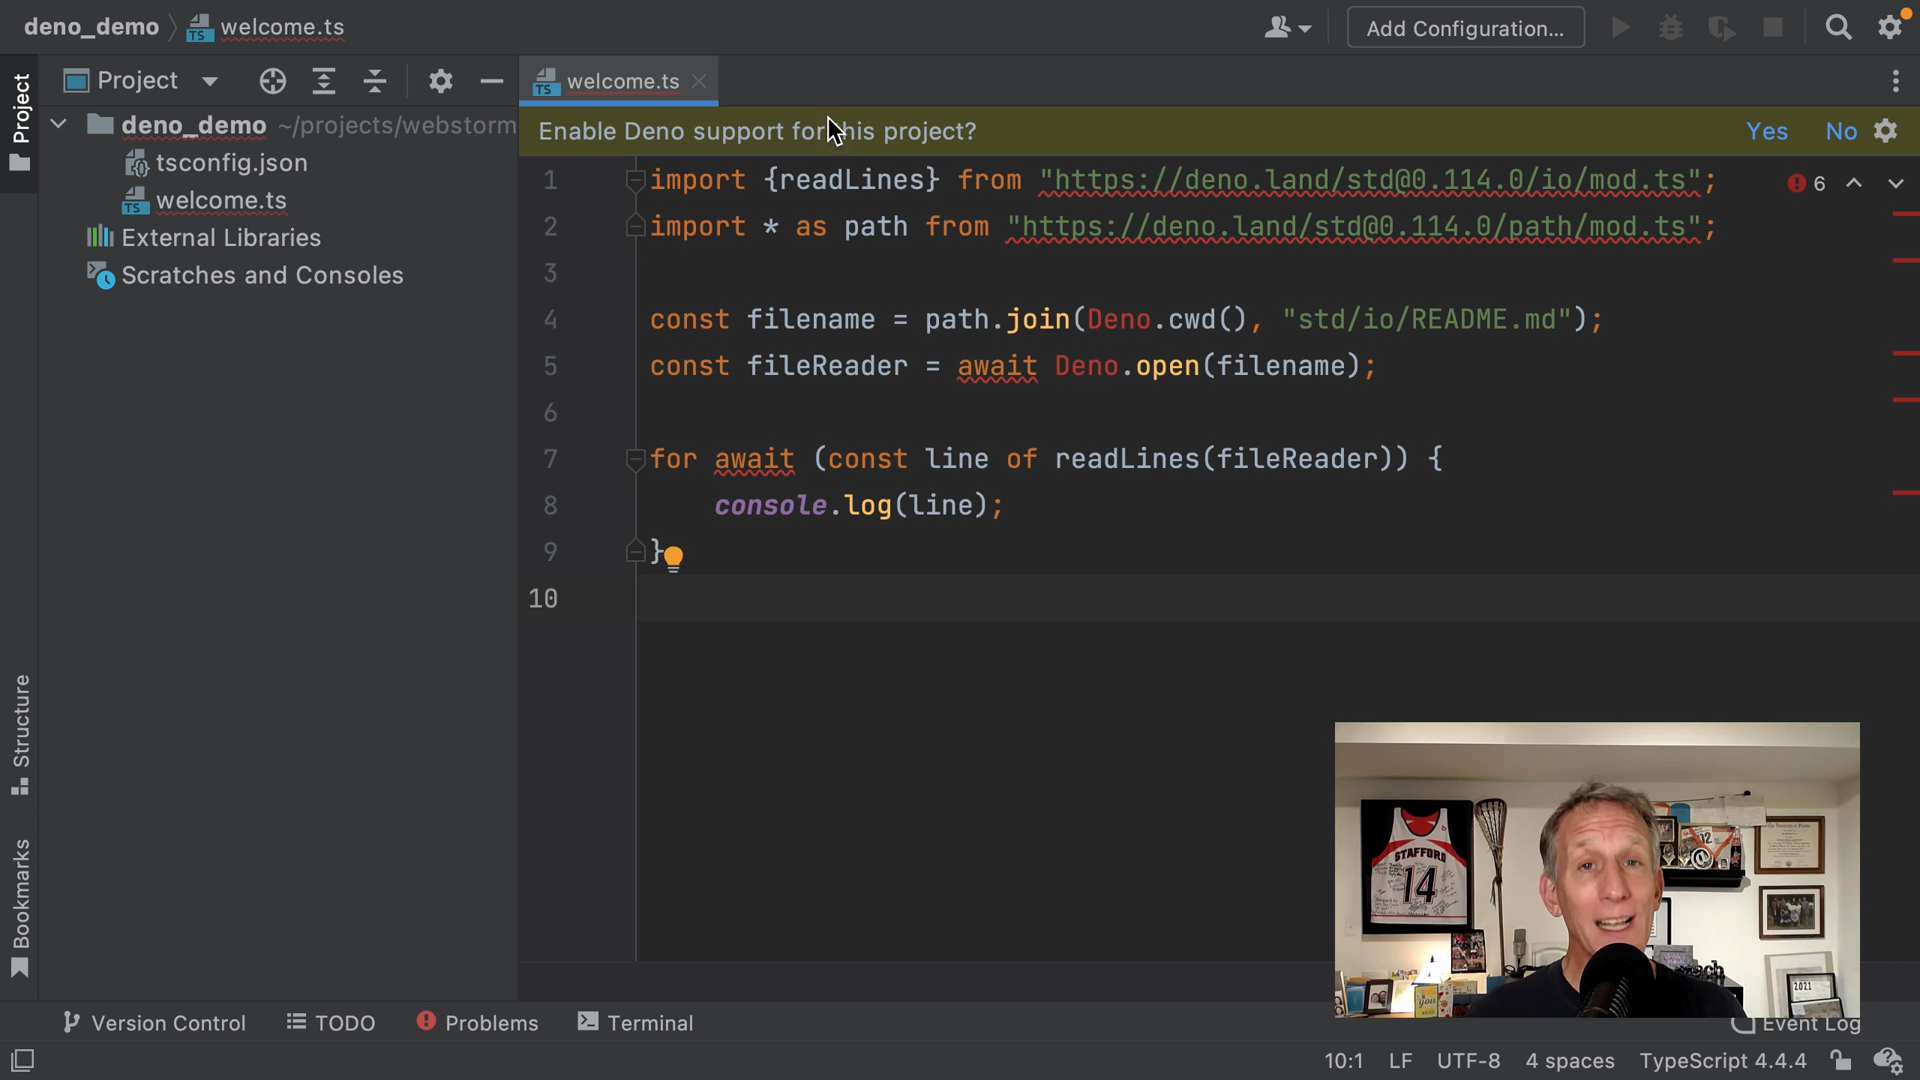 deno_demo
welcome.ts
Add Configuration...
Project
Project
welcome.ts
deno_demo ~/projects/webstorm
tsconfig.json
welcome.ts
External Libraries
Scratches and Consoles
Enable Deno support for this project?
Yes
No
1 import {readLines} from "https://deno.land/std@0.114.0/io/mod.ts";
6
2 import * as path from "https://deno.land/std@0.114.0/path/mod.ts";
3
4 const filename = path.join(Deno.cwd(), "std/io/README.md");
5 const fileReader = await Deno.open(filename);
6
7 for await (const line of readLines(fileReader)) {
8 console.log(line);
9 }
10
Structure
Bookmarks
STAFFORD
14
2021
Version Control
TODO
Problems
Terminal
Event Log
10:1
LF
UTF-8
4 spaces
TypeScript 4.4.4